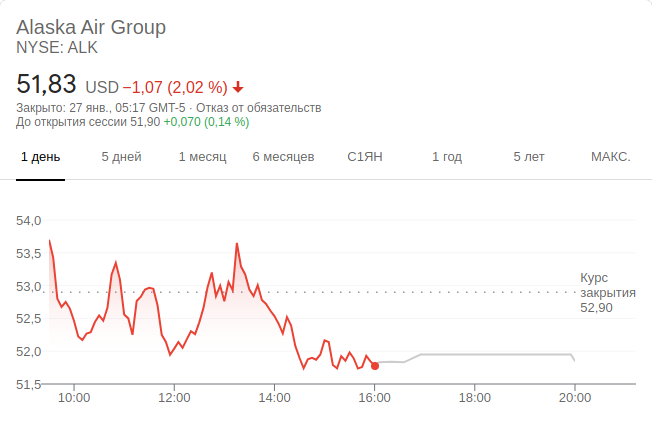 Alaska Air Group
NYSE: ALK
51,83 USD −1,07 (2,02 %)
Закрыто: 27 янв., 05:17 GMT-5 · Отказ от обязательств
До открытия сессии 51,90 +0,070 (0,14 %)
1 день 5 дней 1 месяц 6 месяцев С1ЯН 1 год 5 лет МАКС.
54,0
53,5
53,0
52,5
52,0
51,5
Курс
закрытия
52,90
10:00 12:00 14:00 16:00 18:00 20:00